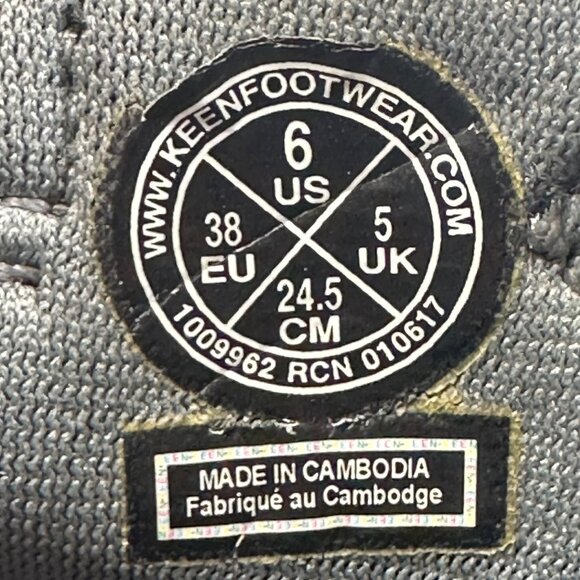 WWW.KEENFOOTWEAR.COM
6
US
38
EU
5
UK
24.5
CM
1009962 RCN 010617
MADE IN CAMBODIA
Fabriqué au Cambodge